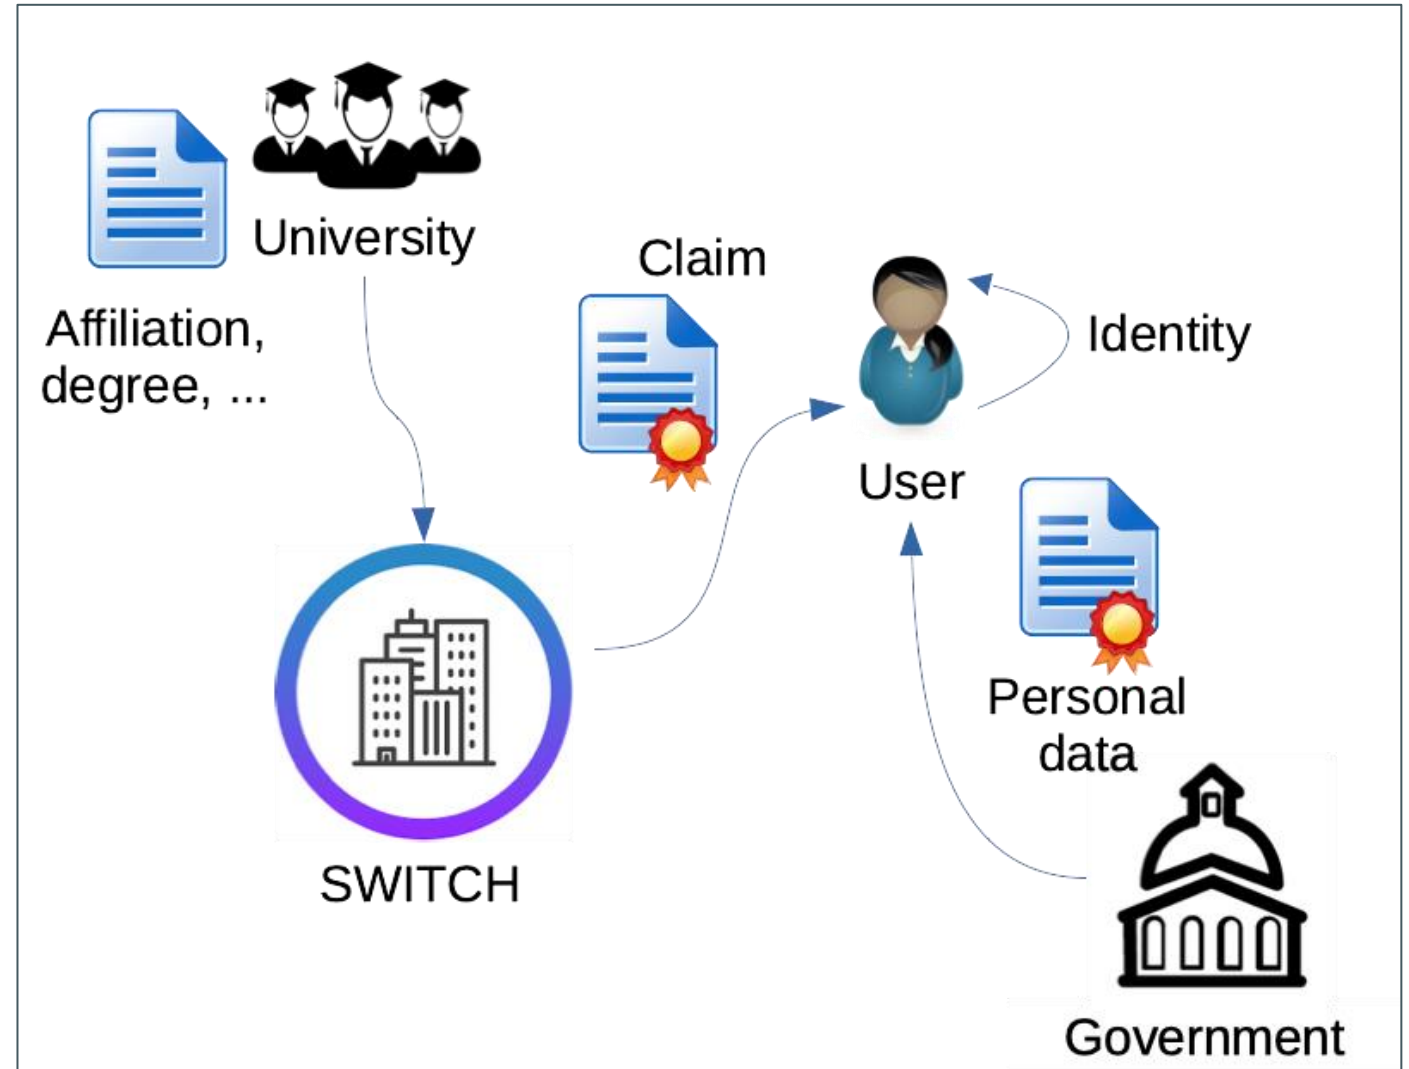 University
Affiliation,
degree, ...
Claim
Identity
User
Personal
data
SWITCH
Government